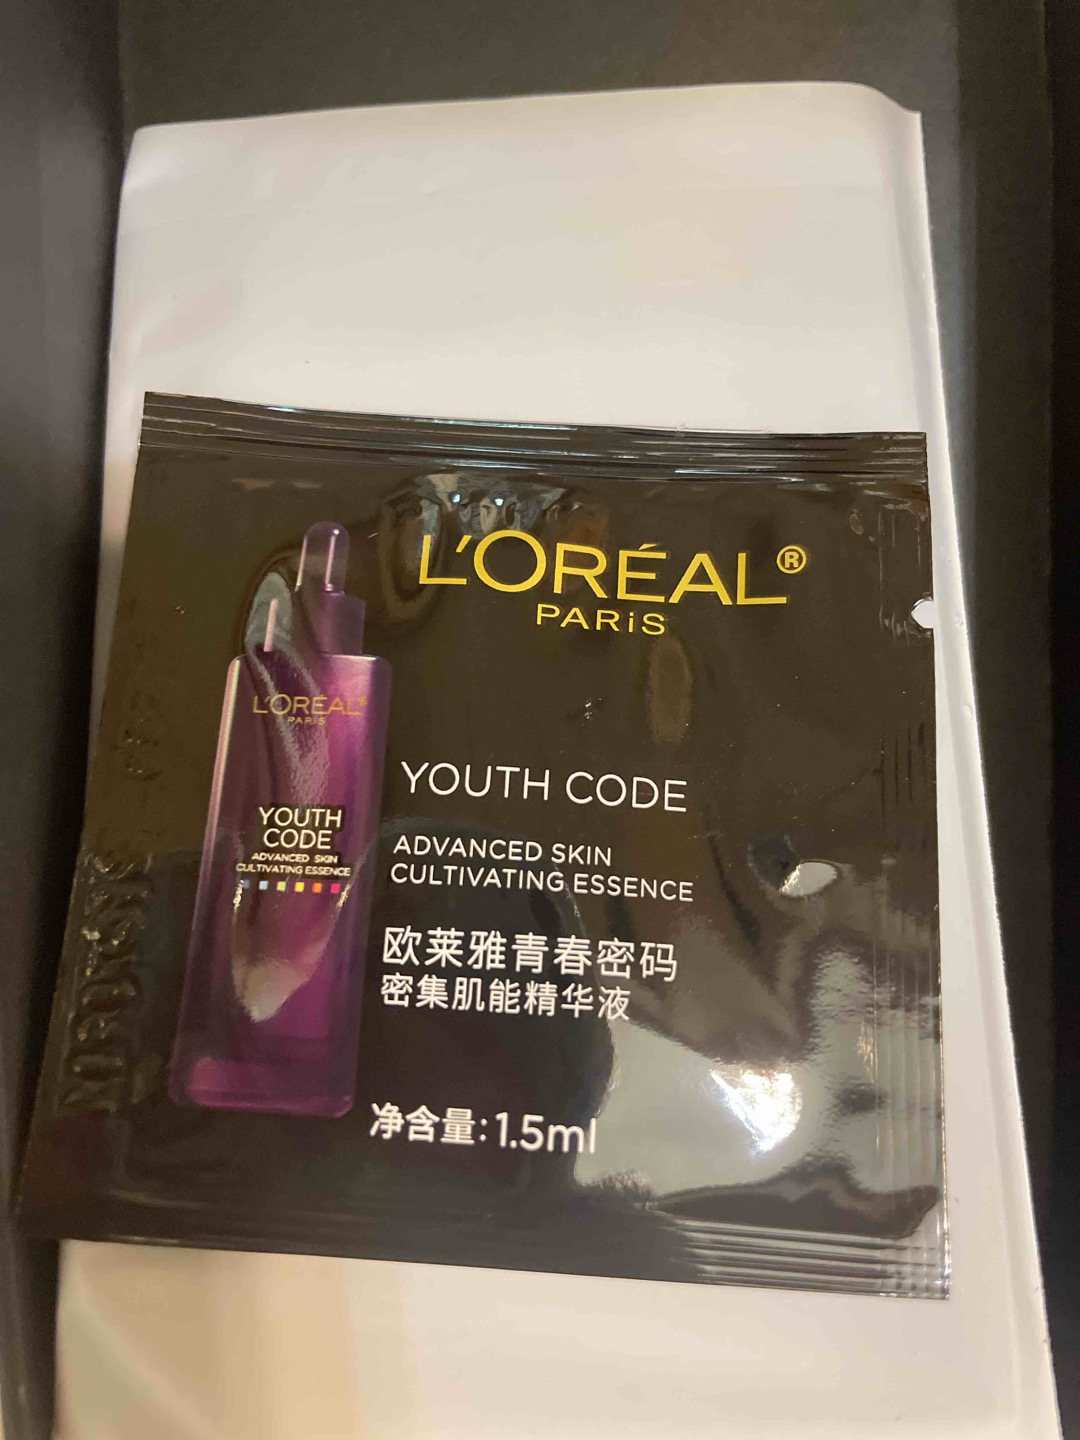 L'ORÉAL®
PARiS
L'ORÉAL®
PARiS
YOUTH
CODE
ADVANCED SKIN
CULTIVATING ESSENCE
YOUTH CODE
ADVANCED SKIN
CULTIVATING ESSENCE
欧莱雅青春密码
密集肌能精华液
净含量:1.5ml